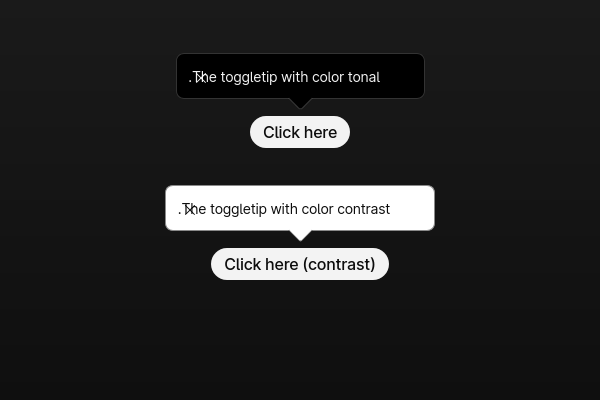 .The toggletip with color tonal
Click here
.The toggletip with color contrast
Click here (contrast)